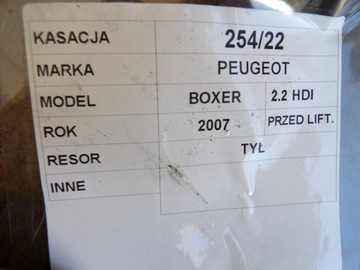 KASACJA 254/22
MARKA PEUGEOT
MODEL BOXER 2.2 HDI
ROK 2007 PRZED LIFT.
RESOR TYŁ
INNE